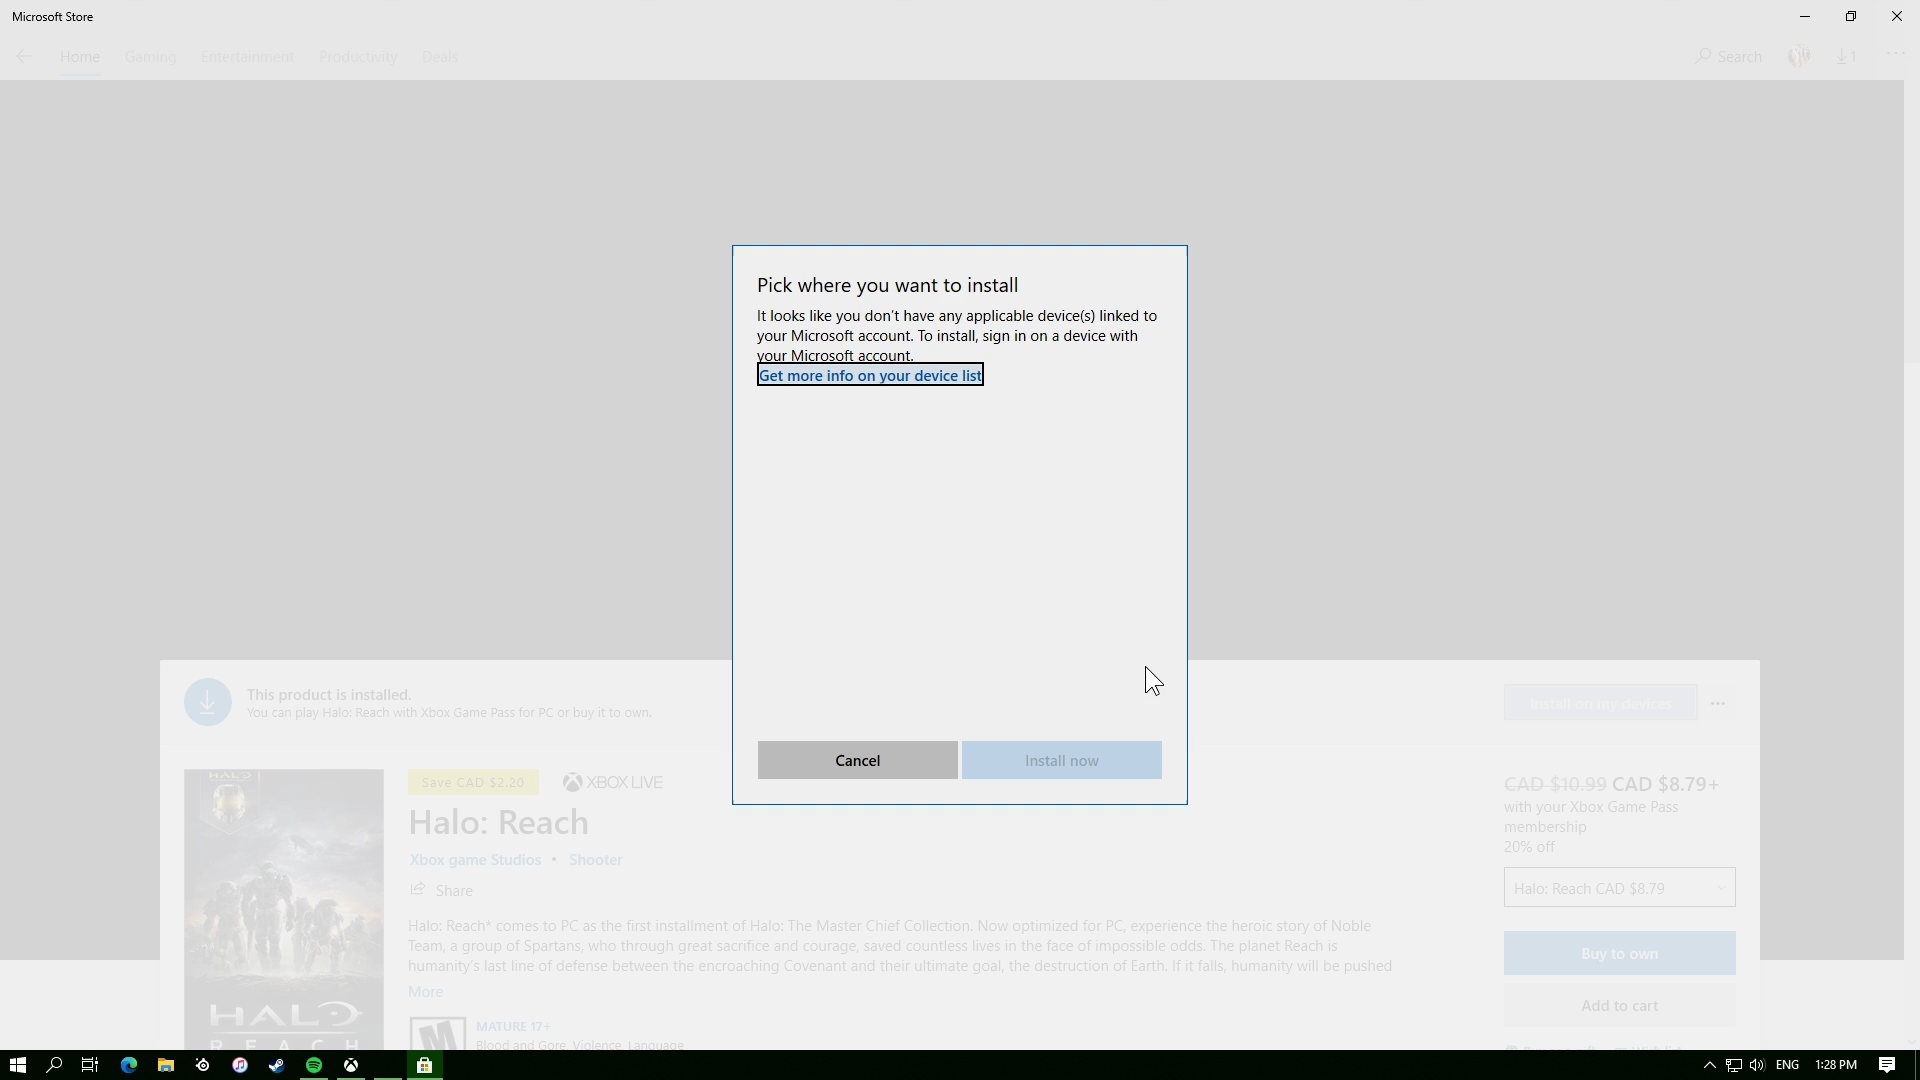 Microsoft Store
Home
Gaming
Entertainment
Productivity
Deals
Search
1
Pick where you want to install
It looks like you don't have any applicable device(s) linked to
your Microsoft account. To install, sign in on a device with
your Microsoft account.
Get more info on your device list
Cancel
Install now
This product is installed.
You can play Halo: Reach with Xbox Game Pass for PC or buy it to own.
Install on my devices
HALO
Save CAD $2.20
XBOX LIVE
Halo: Reach
Xbox game Studios • Shooter
Share
Halo: Reach* comes to PC as the first installment of Halo: The Master Chief Collection. Now optimized for PC, experience the heroic story of Noble
Team, a group of Spartans, who through great sacrifice and courage, saved countless lives in the face of impossible odds. The planet Reach is
humanity's last line of defense between the encroaching Covenant and their ultimate goal, the destruction of Earth. If it falls, humanity will be pushed
More
HALO
REACH
M
MATURE 17+
Blood and Gore, Violence, Language
CAD $10.99 CAD $8.79+
with your Xbox Game Pass
membership
20% off
Halo: Reach CAD $8.79
Buy to own
Add to cart
ENG
1:28 PM